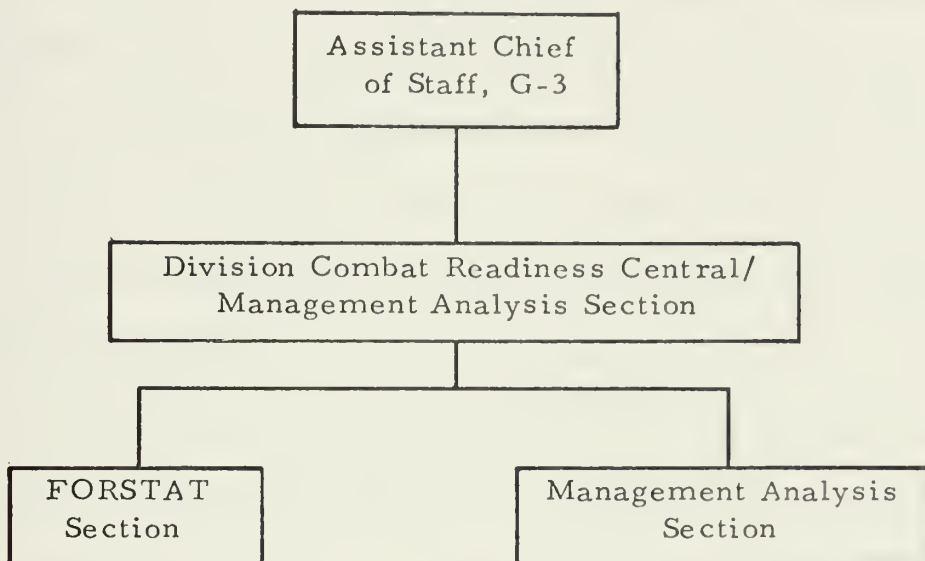 Assistant Chief
of Staff, G-3
Division Combat Readiness Central/
Management Analysis Section
FORSTAT
Section
Management Analysis
Section